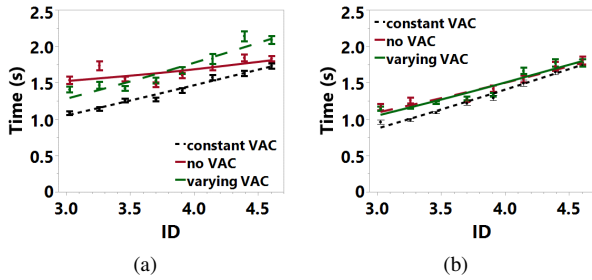 2.5
2.0
1.5
1.0
0.5
0
Time (s)
constant VAC
no VAC
varying VAC
3.0 3.5 4.0 4.5
ID
(a)
2.5
2.0
1.5
1.0
0.5
0
Time (s)
constant VAC
no VAC
varying VAC
3.0 3.5 4.0 4.5
ID
(b)